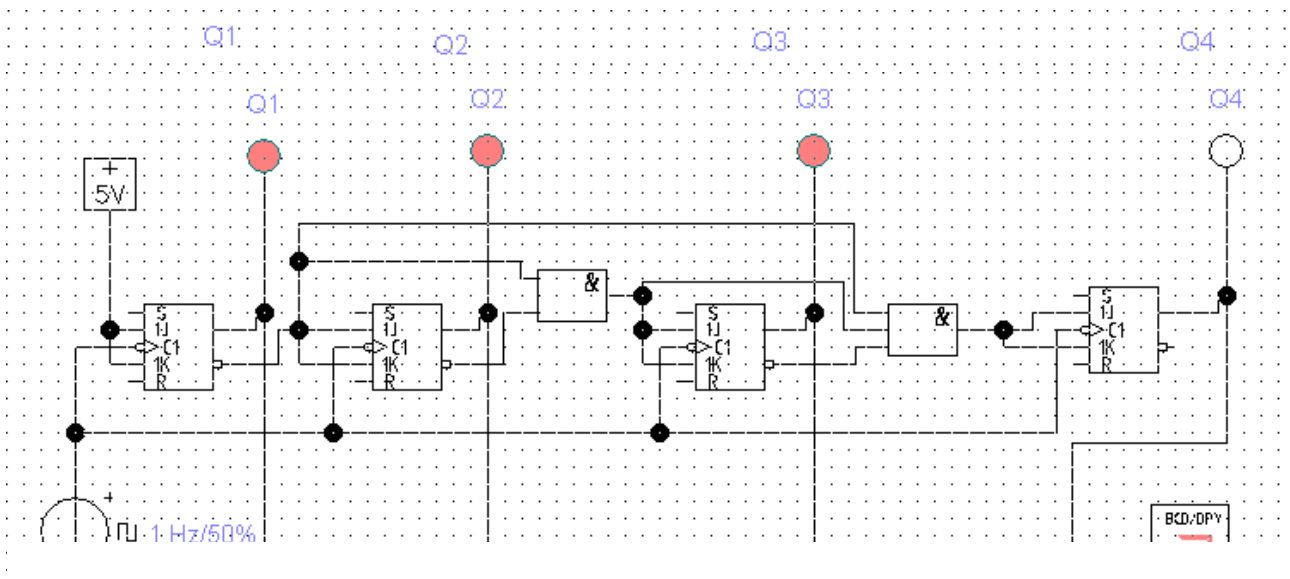 Q1 Q2 Q3 Q4
Q1 Q2 Q3 Q4
+
5V
& &
S S S S
1J 1J 1J 1J
C1 C1 C1 C1
1K 1K 1K 1K
R R R R
+
1 Hz/50%
BCD/DPY